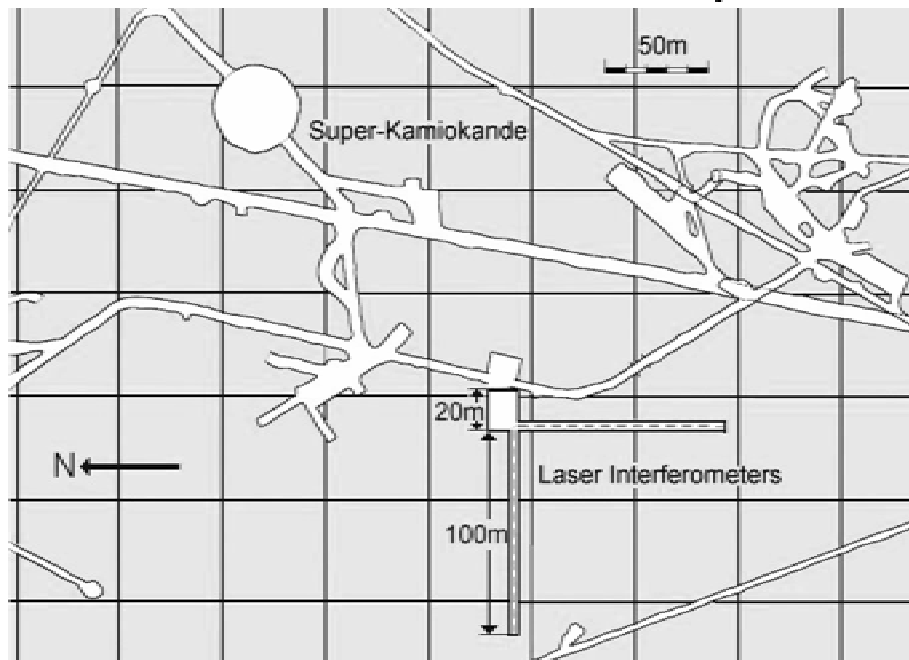 50m
Super-Kamiokande
20m
N
Laser Interferometers
100m